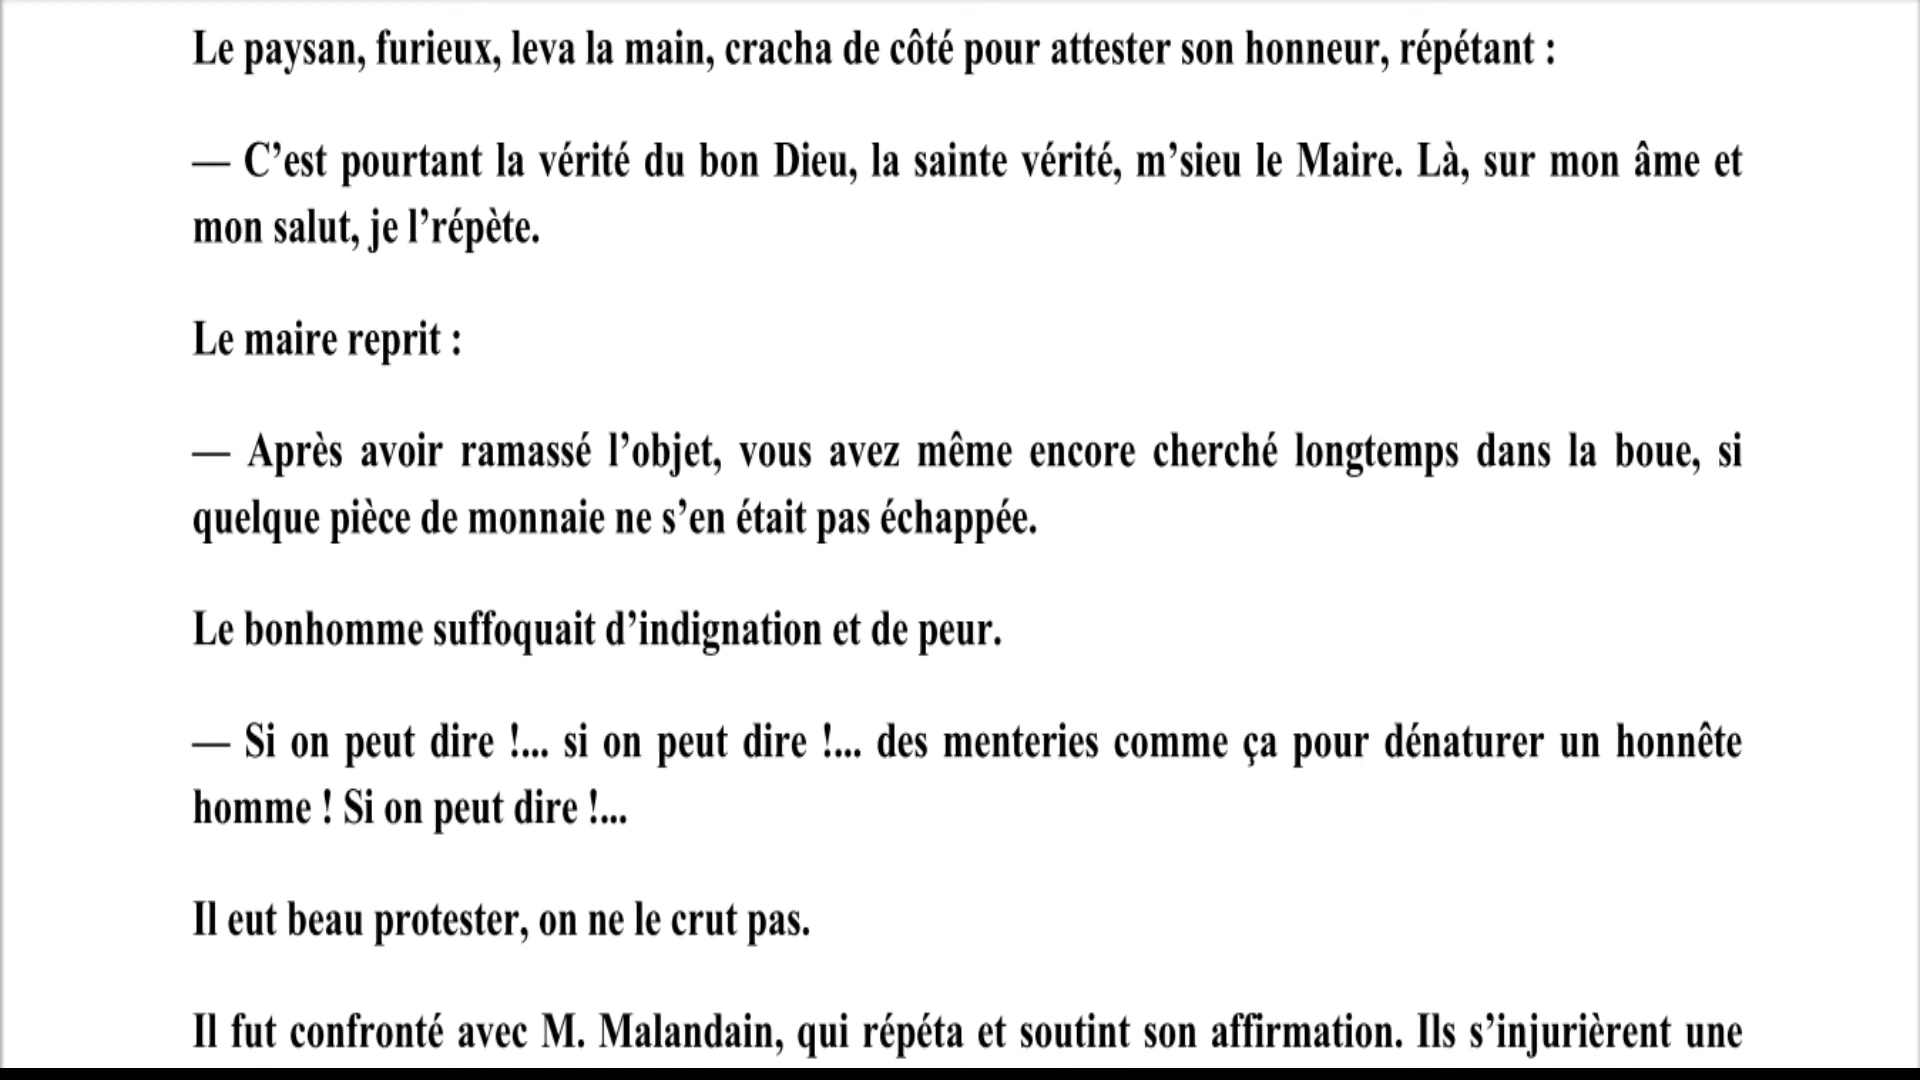 Le paysan, furieux, leva la main, cracha de côté pour attester son honneur, répétant :
— C’est pourtant la vérité du bon Dieu, la sainte vérité, m’sieu le Maire. Là, sur mon âme et
mon salut, je l’répète.
Le maire reprit :
— Après avoir ramassé l’objet, vous avez même encore cherché longtemps dans la boue, si
quelque pièce de monnaie ne s’en était pas échappée.
Le bonhomme suffoquait d’indignation et de peur.
— Si on peut dire !... si on peut dire !... des menteries comme ça pour dénaturer un honnête
homme ! Si on peut dire !...
Il eut beau protester, on ne le crut pas.
Il fut confronté avec M. Malandain, qui répéta et soutint son affirmation. Ils s’injurièrent une